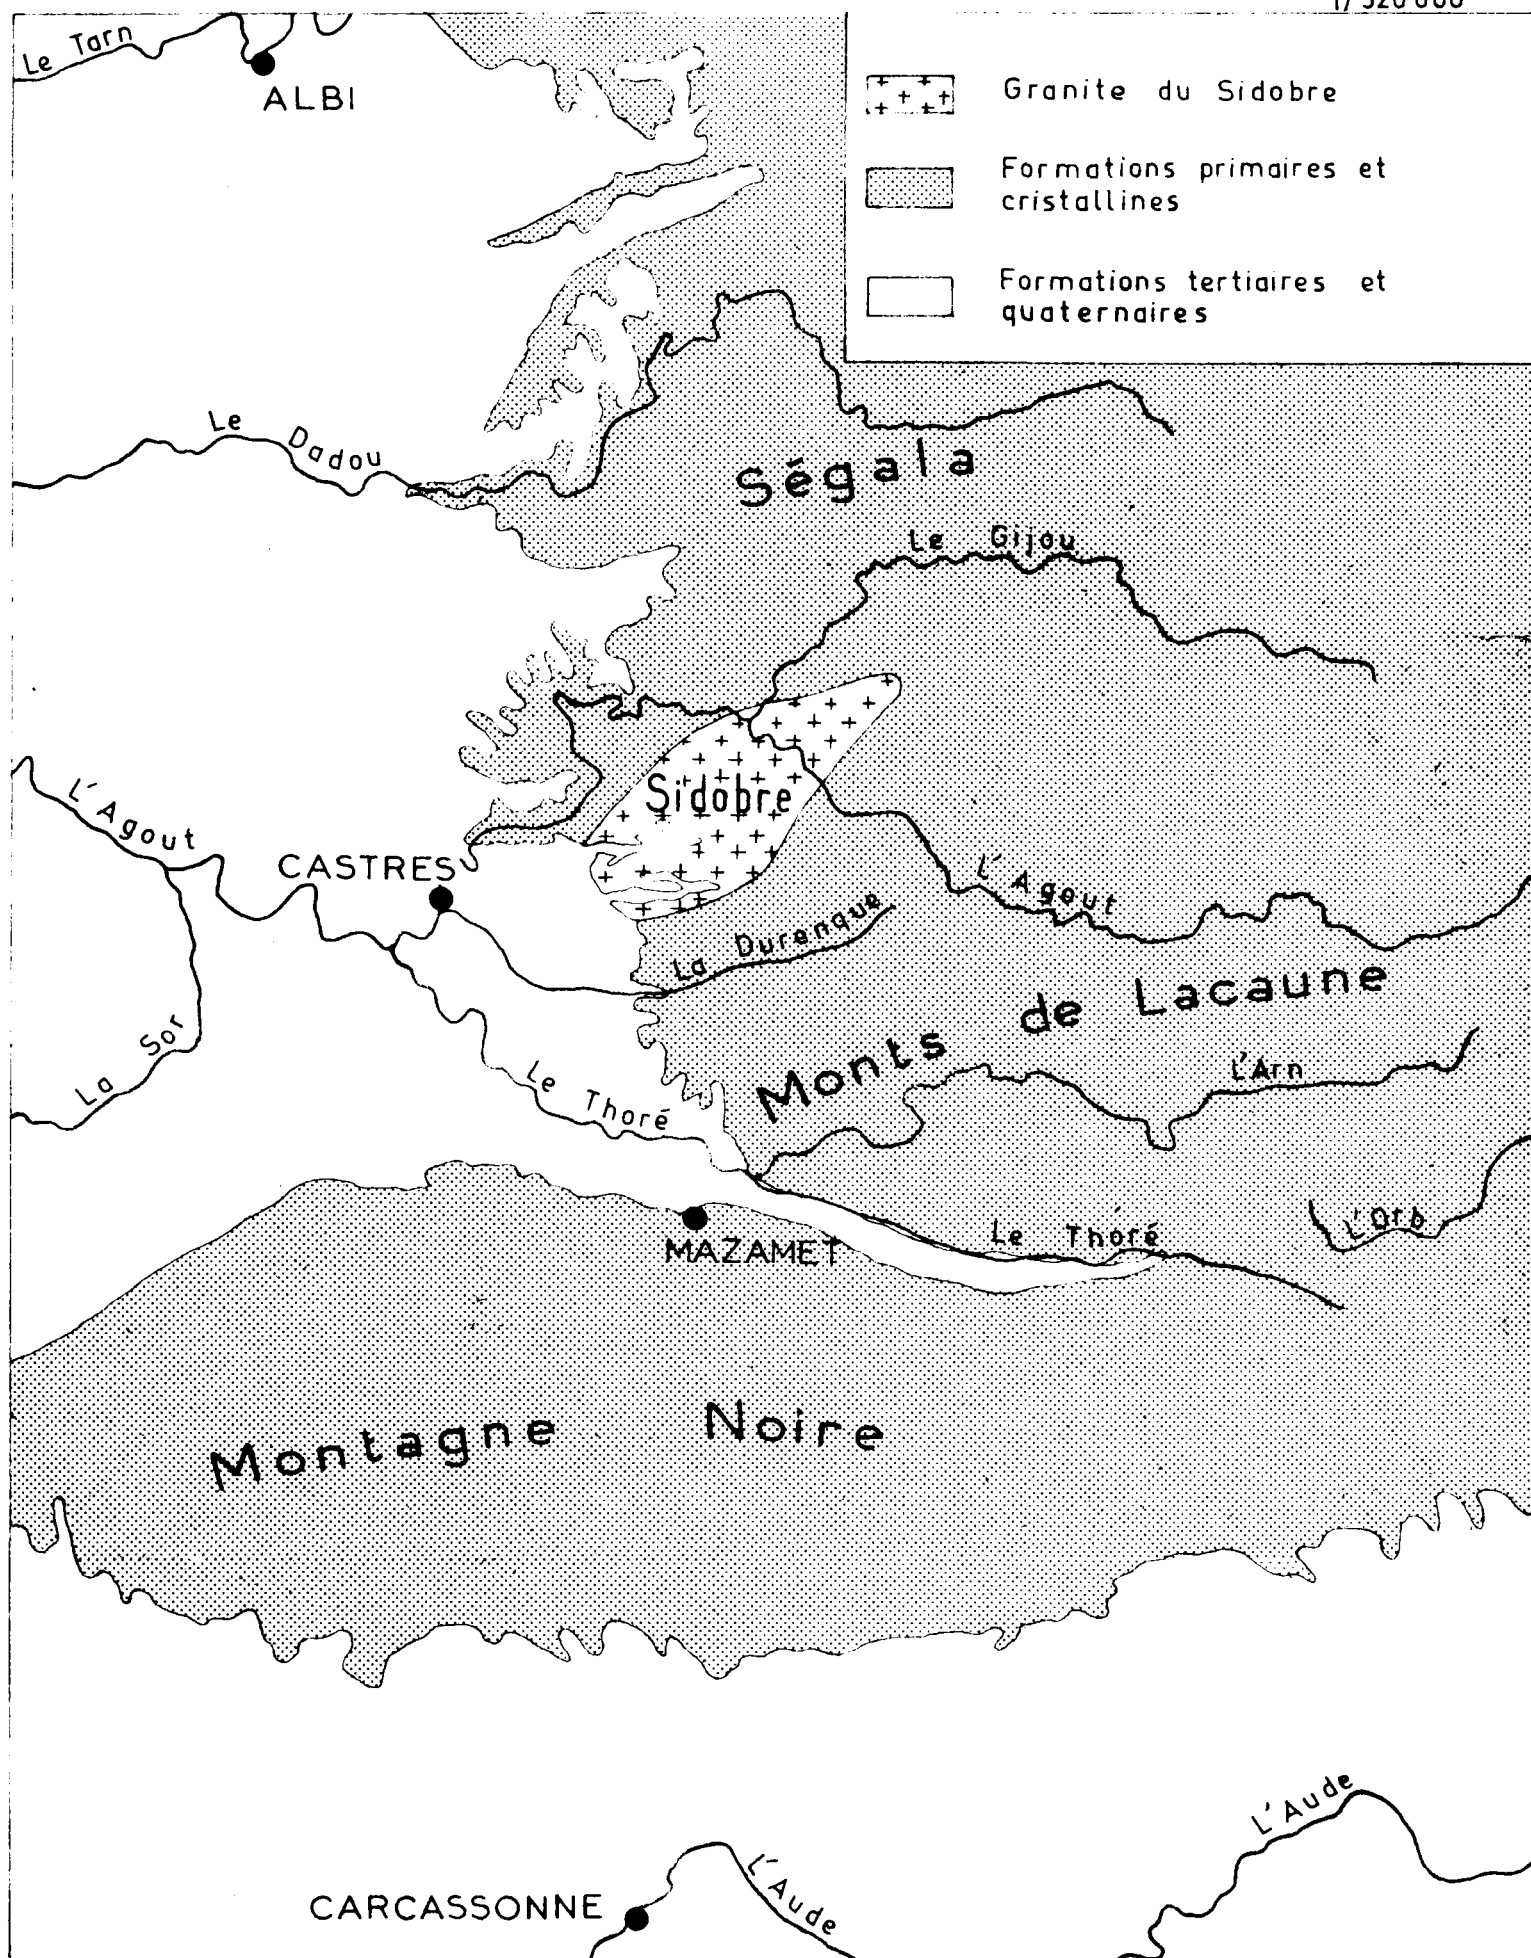 Le Tarn
ALBI
Granite du Sidobre
Formations primaires et
cristallines
Formations tertiaires et
quaternaires
Le Dadou
Ségala
Le Gijou
Sidobre
L'Agout
CASTRES
L'Agout
La Durenque
Monts de Lacaune
La Sor
Le Thoré
L'Arn
L'Orb
Le Thoré
MAZAMET
Montagne Noire
L'Aude
L'Aude
CARCASSONNE